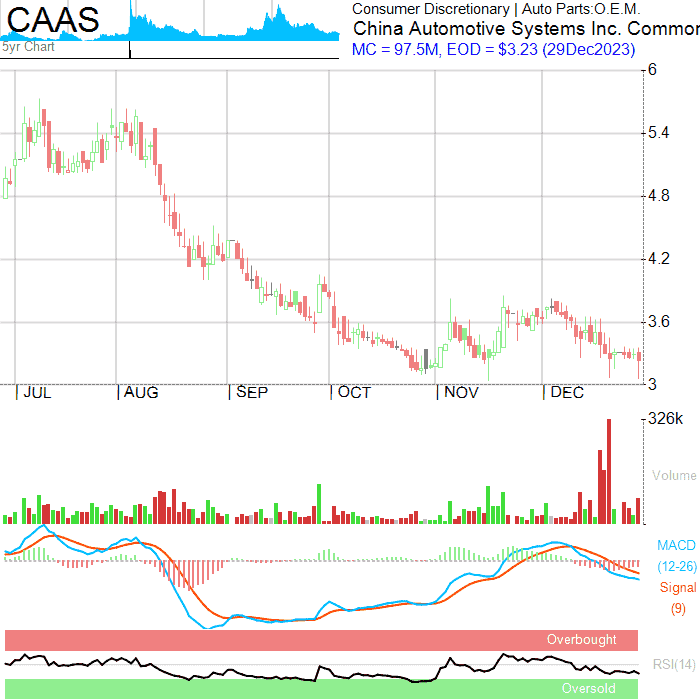 CAAS
5yr Chart
Consumer Discretionary | Auto Parts:O.E.M.
China Automotive Systems Inc. Common
MC = 97.5M, EOD = $3.23 (29Dec2023)
6
5.4
4.8
4.2
3.6
3
JUL AUG SEP OCT NOV DEC
326k
Volume
MACD
(12-26)
Signal
(9)
Overbought
RSI(14)
Oversold